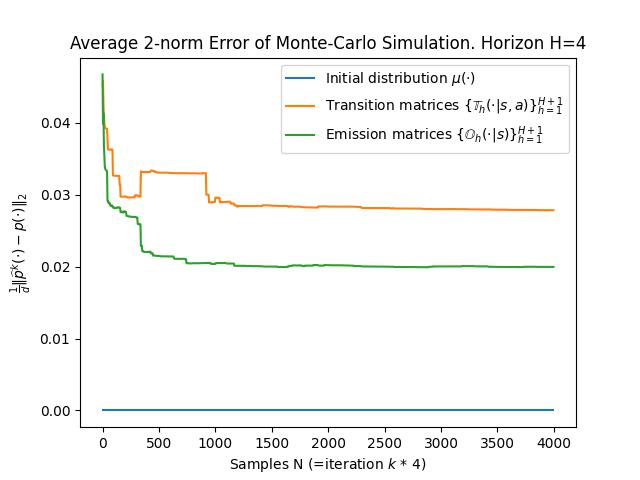 Average 2-norm Error of Monte-Carlo Simulation. Horizon H=4
Initial distribution μ(·)
Transition matrices {𝕋ₕ(·|s, a)}ₕ₌₁ᴴ⁺¹
Emission matrices {𝕆ₕ(·|s)}ₕ₌₁ᴴ⁺¹
1/d ‖p̂ᵏ(·) − p(·)‖₂
0.04
0.03
0.02
0.01
0.00
0 500 1000 1500 2000 2500 3000 3500 4000
Samples N (=iteration k * 4)